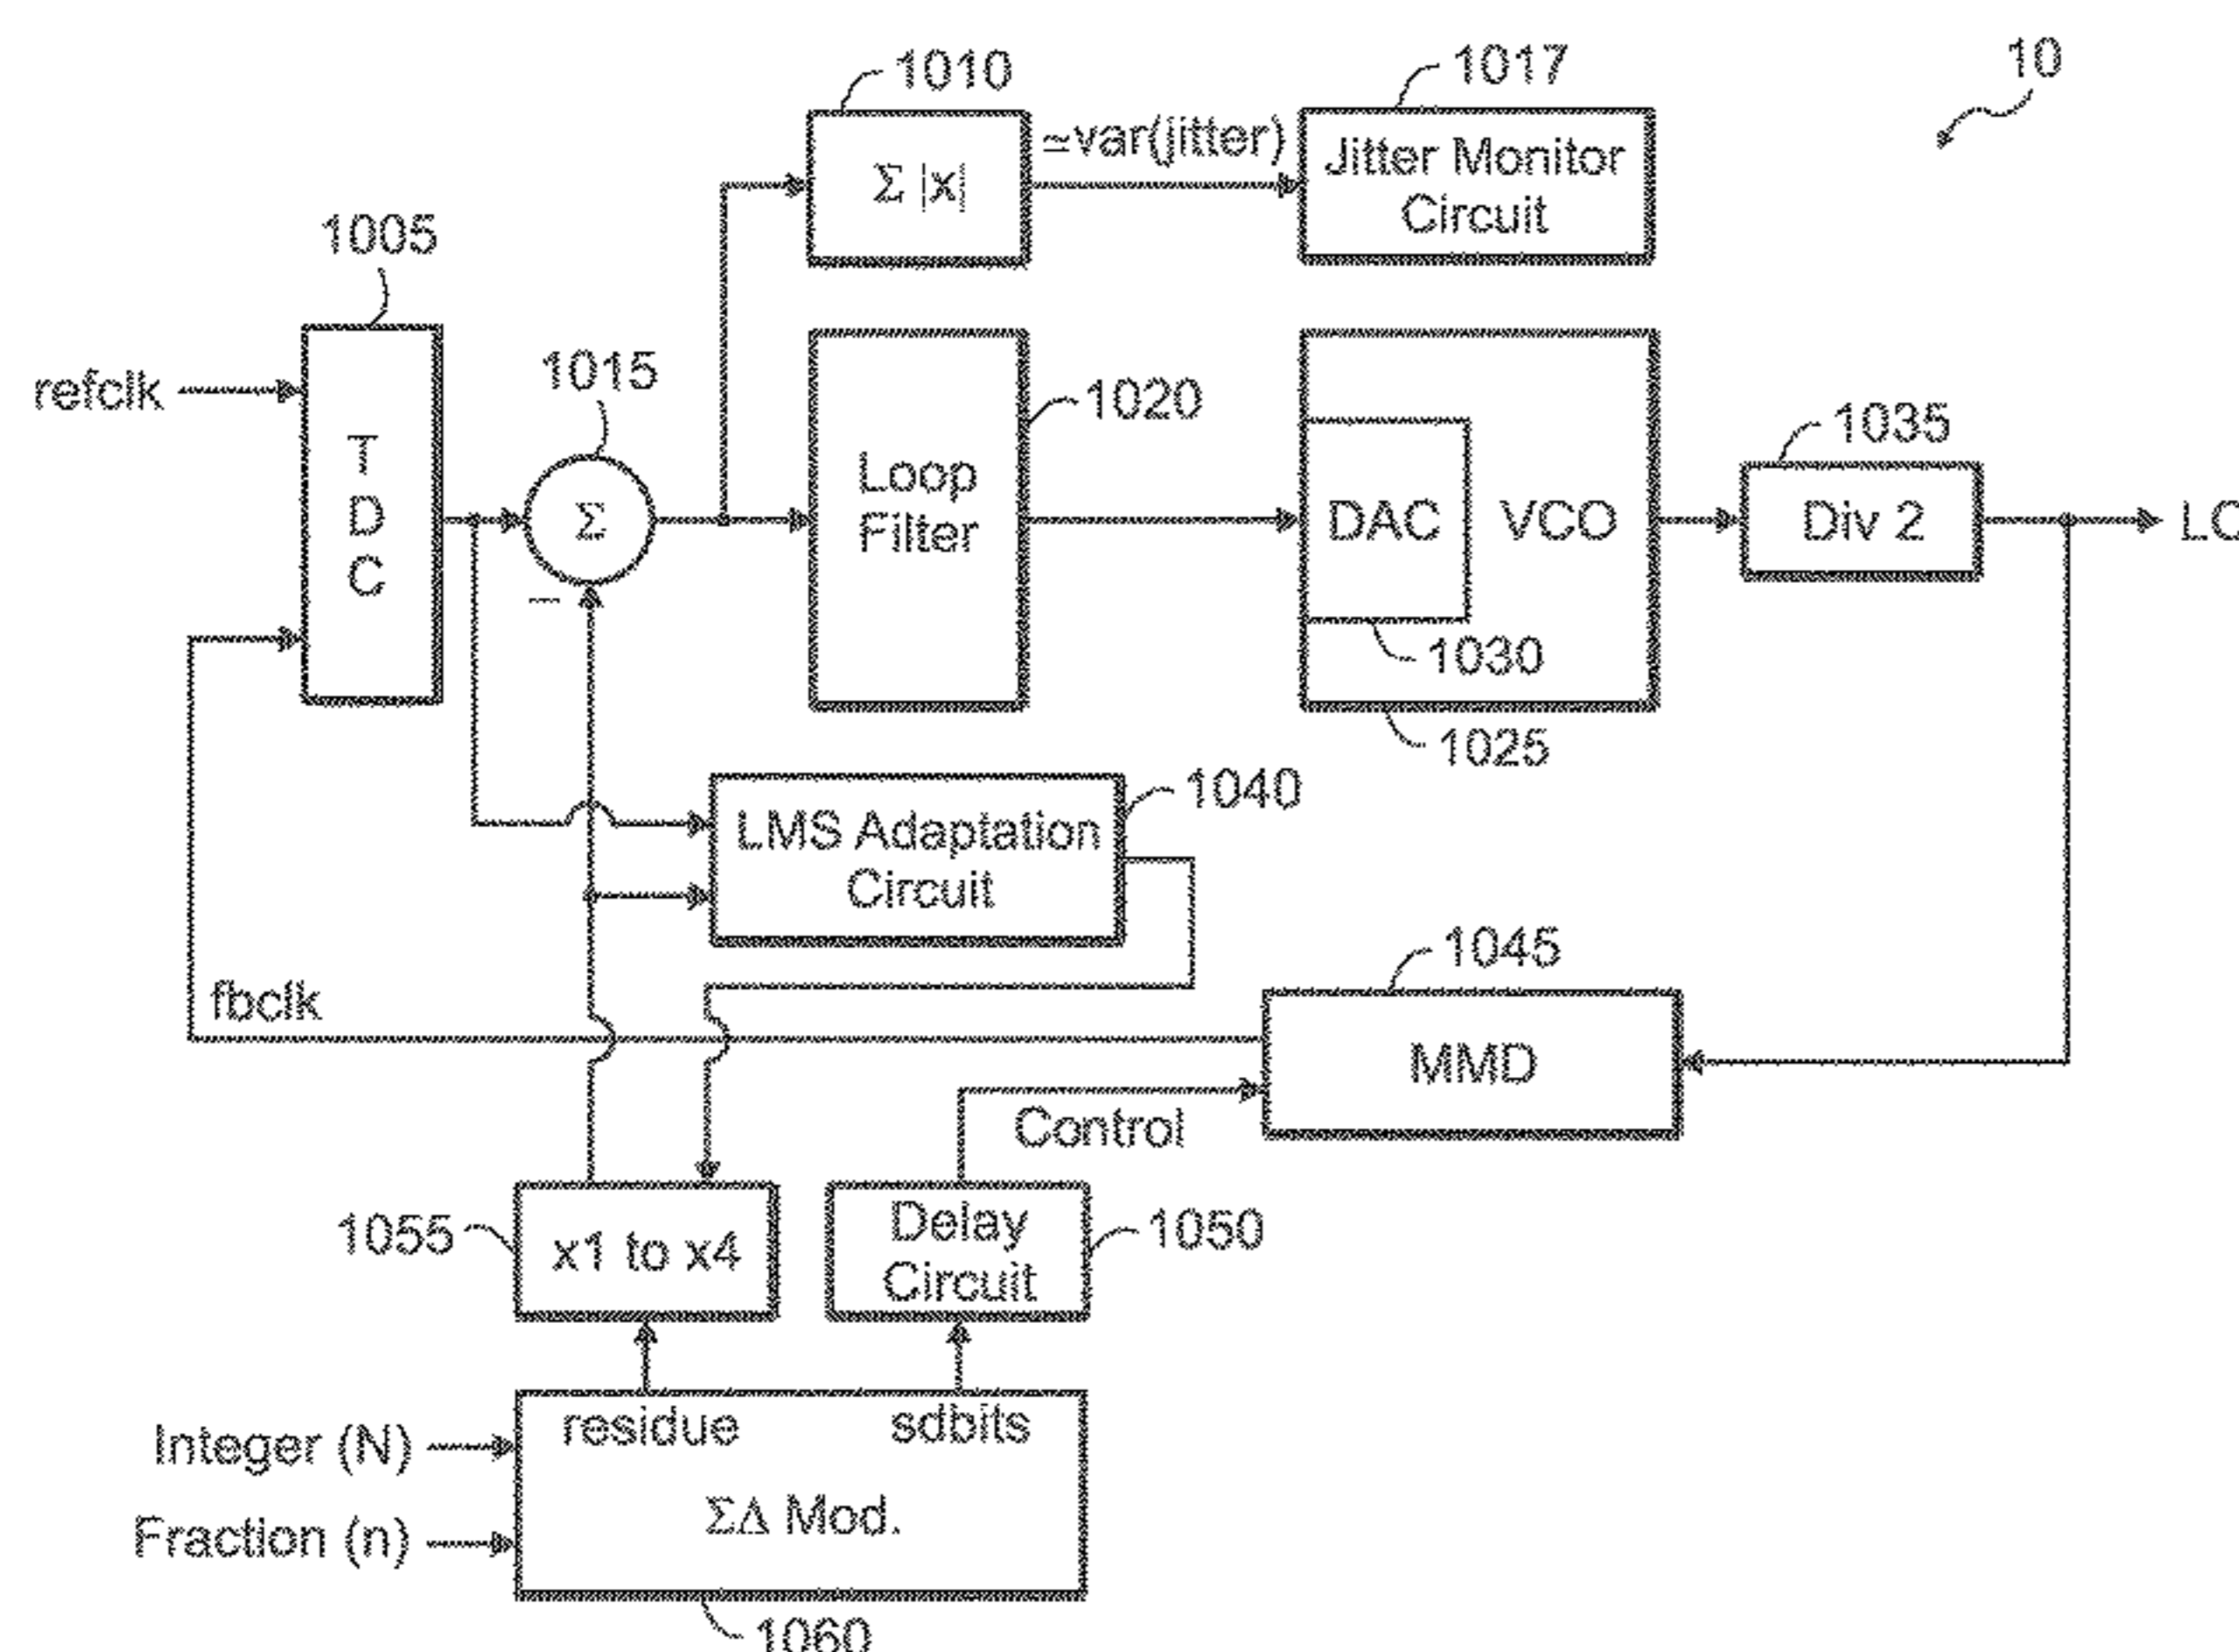 1010
1017
10
Σ |x|
≃var(jitter)
Jitter Monitor
Circuit
1005
refclk
T
D
C
1015
Σ
–
1020
Loop
Filter
DAC
VCO
1030
1025
1035
Div 2
LMS Adaptation
Circuit
1040
fbclk
1045
MMD
Control
1055
x1 to x4
Delay
Circuit
1050
Integer (N)
Fraction (n)
residue
sdbits
ΣΔ Mod.
1060